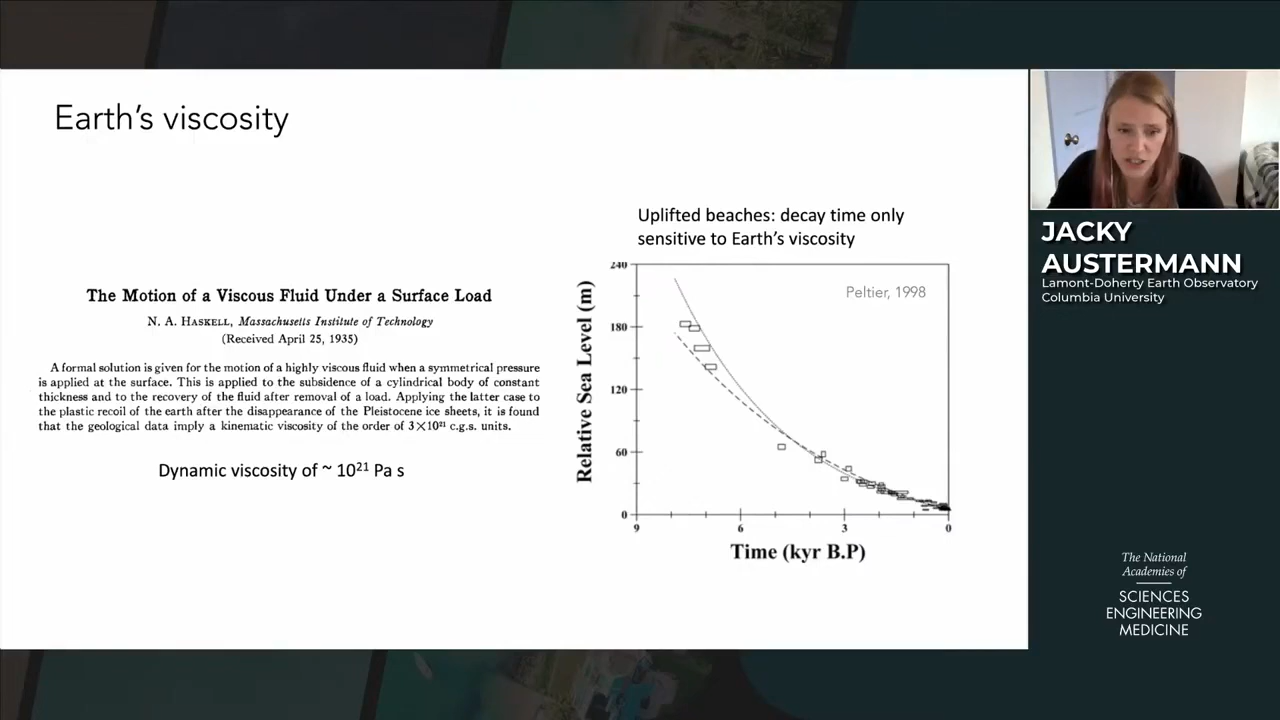 Earth's viscosity
The Motion of a Viscous Fluid Under a Surface Load
N. A. HASKELL, Massachusetts Institute of Technology
(Received April 25, 1935)
A formal solution is given for the motion of a highly viscous fluid when a symmetrical pressure
is applied at the surface. This is applied to the subsidence of a cylindrical body of constant
thickness and to the recovery of the fluid after removal of a load. Applying the latter case to
the plastic recoil of the earth after the disappearance of the Pleistocene ice sheets, it is found
that the geological data imply a kinematic viscosity of the order of 3×10²¹ c.g.s. units.
Dynamic viscosity of ~ 10²¹ Pa s
Uplifted beaches: decay time only
sensitive to Earth's viscosity
Peltier, 1998
Relative Sea Level (m)
240
180
120
60
0
9 6 3 0
Time (kyr B.P)
JACKY
AUSTERMANN
Lamont-Doherty Earth Observatory
Columbia University
The National
Academies of
SCIENCES
ENGINEERING
MEDICINE